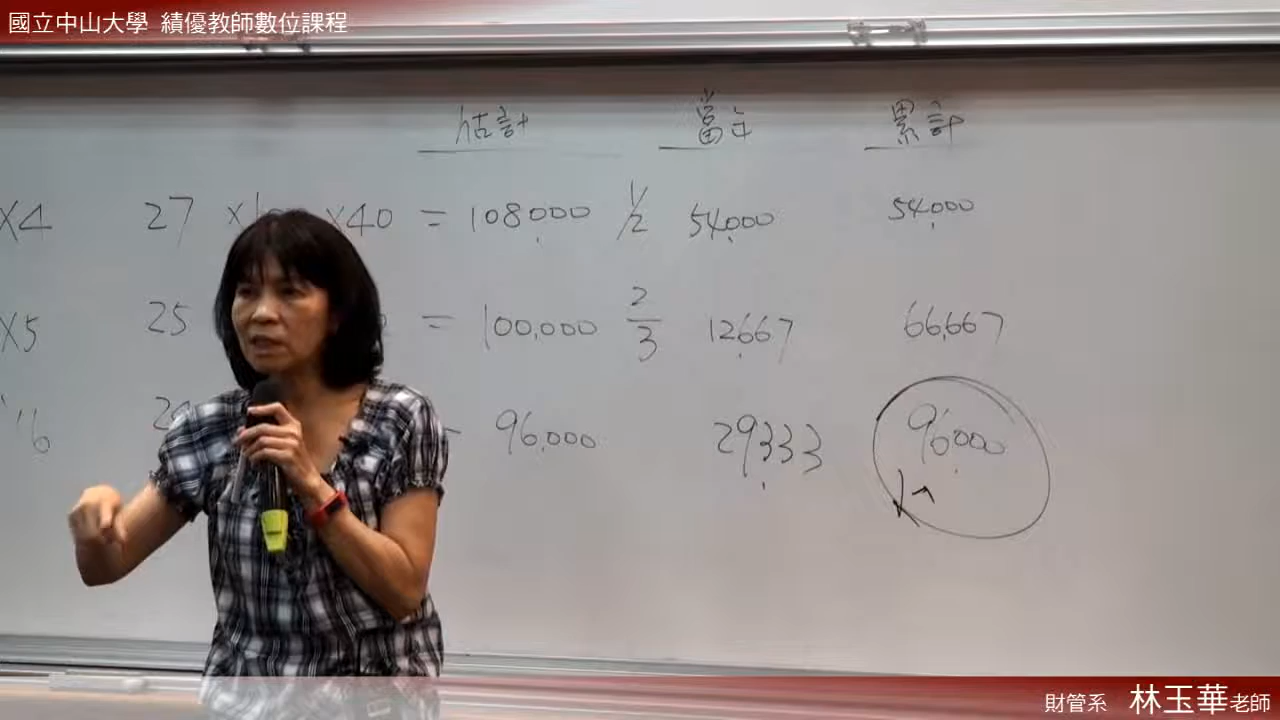 國立中山大學 績優教師數位課程
估計 當年 累計
X4 27 X X40 = 108,000 1/2 54,000 54,000
X5 25 = 100,000 2/3 12,667 66,667
96,000 29,333 96,000
財管系 林玉華老師